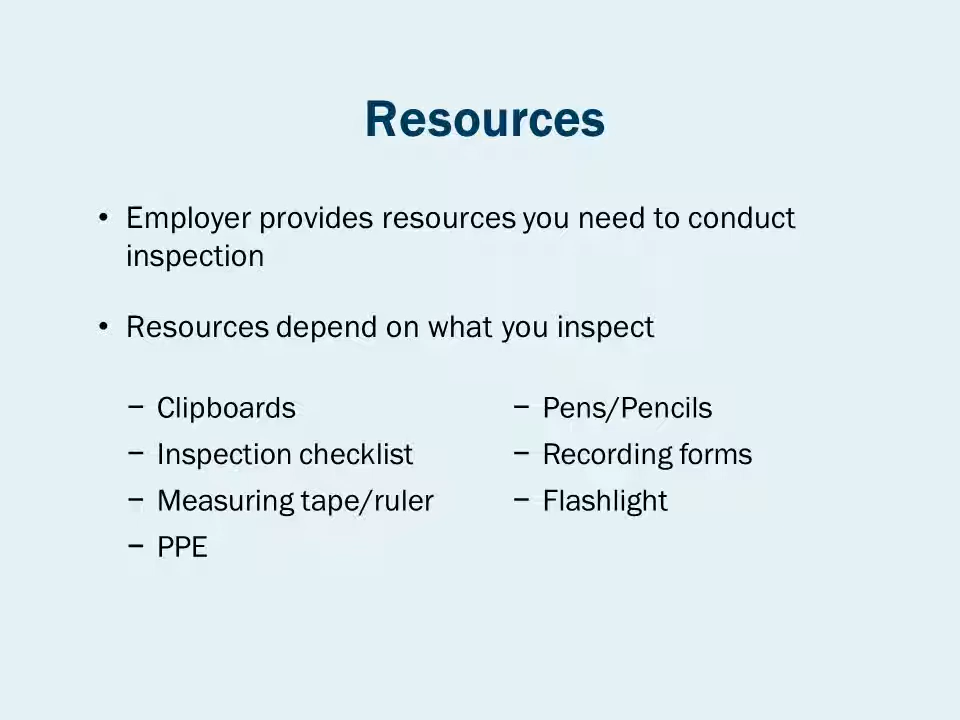 Resources
• Employer provides resources you need to conduct
inspection
• Resources depend on what you inspect
− Clipboards
− Inspection checklist
− Measuring tape/ruler
− PPE
− Pens/Pencils
− Recording forms
− Flashlight